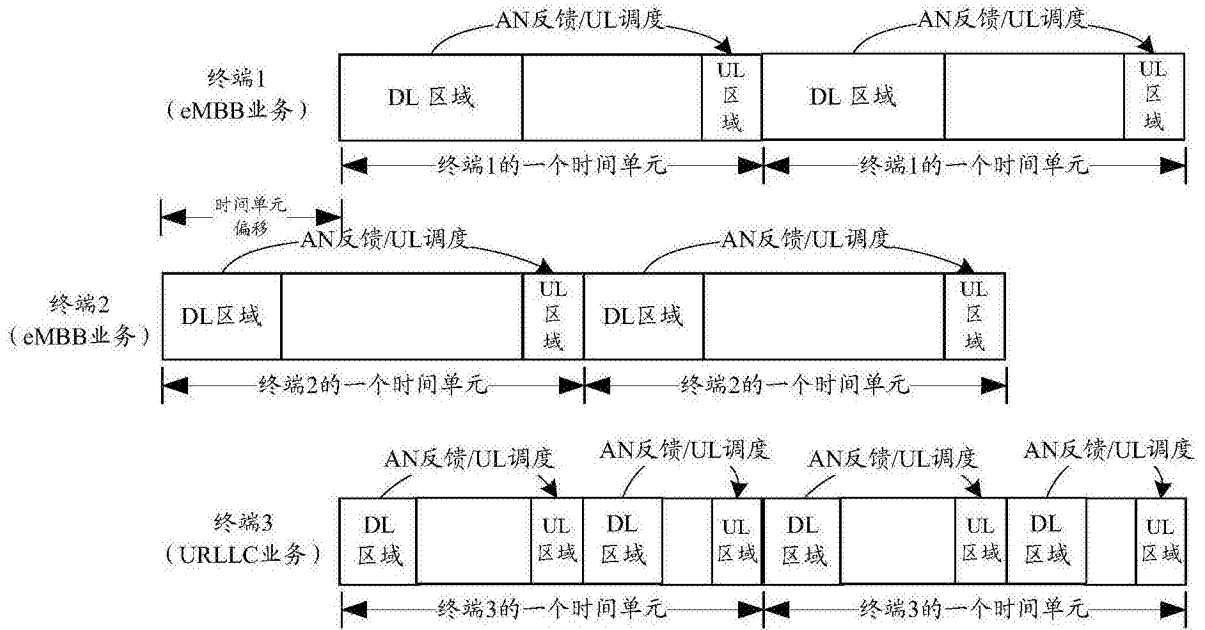 AN反馈/UL调度
AN反馈/UL调度
终端1
（eMBB业务）
DL 区域
UL
区
域
DL 区域
UL
区
域
终端1的一个时间单元
终端1的一个时间单元
时间单元
偏移
AN反馈/UL调度
AN反馈/UL调度
终端2
（eMBB业务）
DL区域
UL
区
域
DL区域
UL
区
域
终端2的一个时间单元
终端2的一个时间单元
AN反馈/UL调度
AN反馈/UL调度
AN反馈/UL调度
AN反馈/UL调度
终端3
（URLLC业务）
DL
区域
UL
区域
DL
区域
UL
区域
DL
区域
UL
区域
DL
区域
UL
区域
终端3的一个时间单元
终端3的一个时间单元